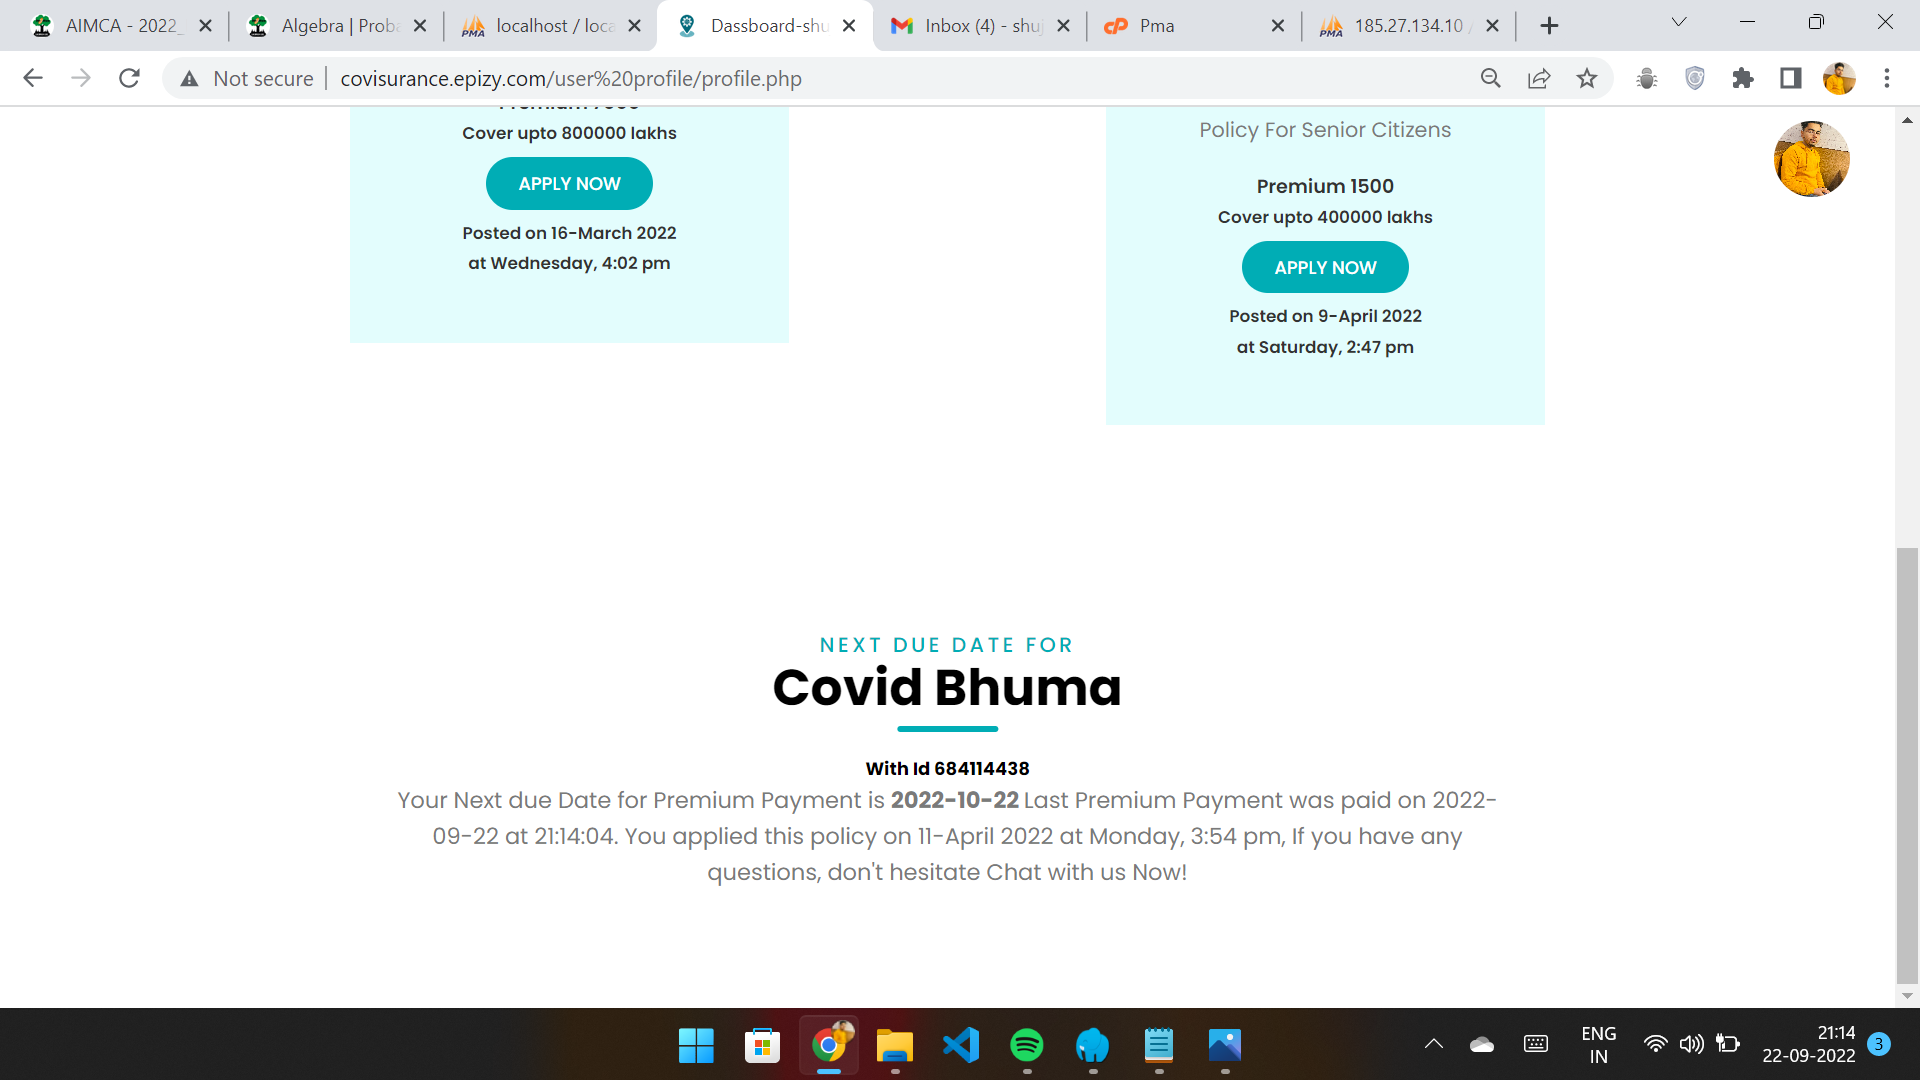 AIMCA - 2022_
Algebra | Proba
localhost / loca
Dassboard-shu
Inbox (4) - shuj
Pma
185.27.134.10 /
Not secure
covisurance.epizy.com/user%20profile/profile.php
Premium 7000
Cover upto 800000 lakhs
APPLY NOW
Posted on 16-March 2022
at Wednesday, 4:02 pm
Policy For Senior Citizens
Premium 1500
Cover upto 400000 lakhs
APPLY NOW
Posted on 9-April 2022
at Saturday, 2:47 pm
NEXT DUE DATE FOR
Covid Bhuma
With Id 684114438
Your Next due Date for Premium Payment is 2022-10-22 Last Premium Payment was paid on 2022-
09-22 at 21:14:04. You applied this policy on 11-April 2022 at Monday, 3:54 pm, If you have any
questions, don't hesitate Chat with us Now!
ENG
IN
21:14
22-09-2022
3